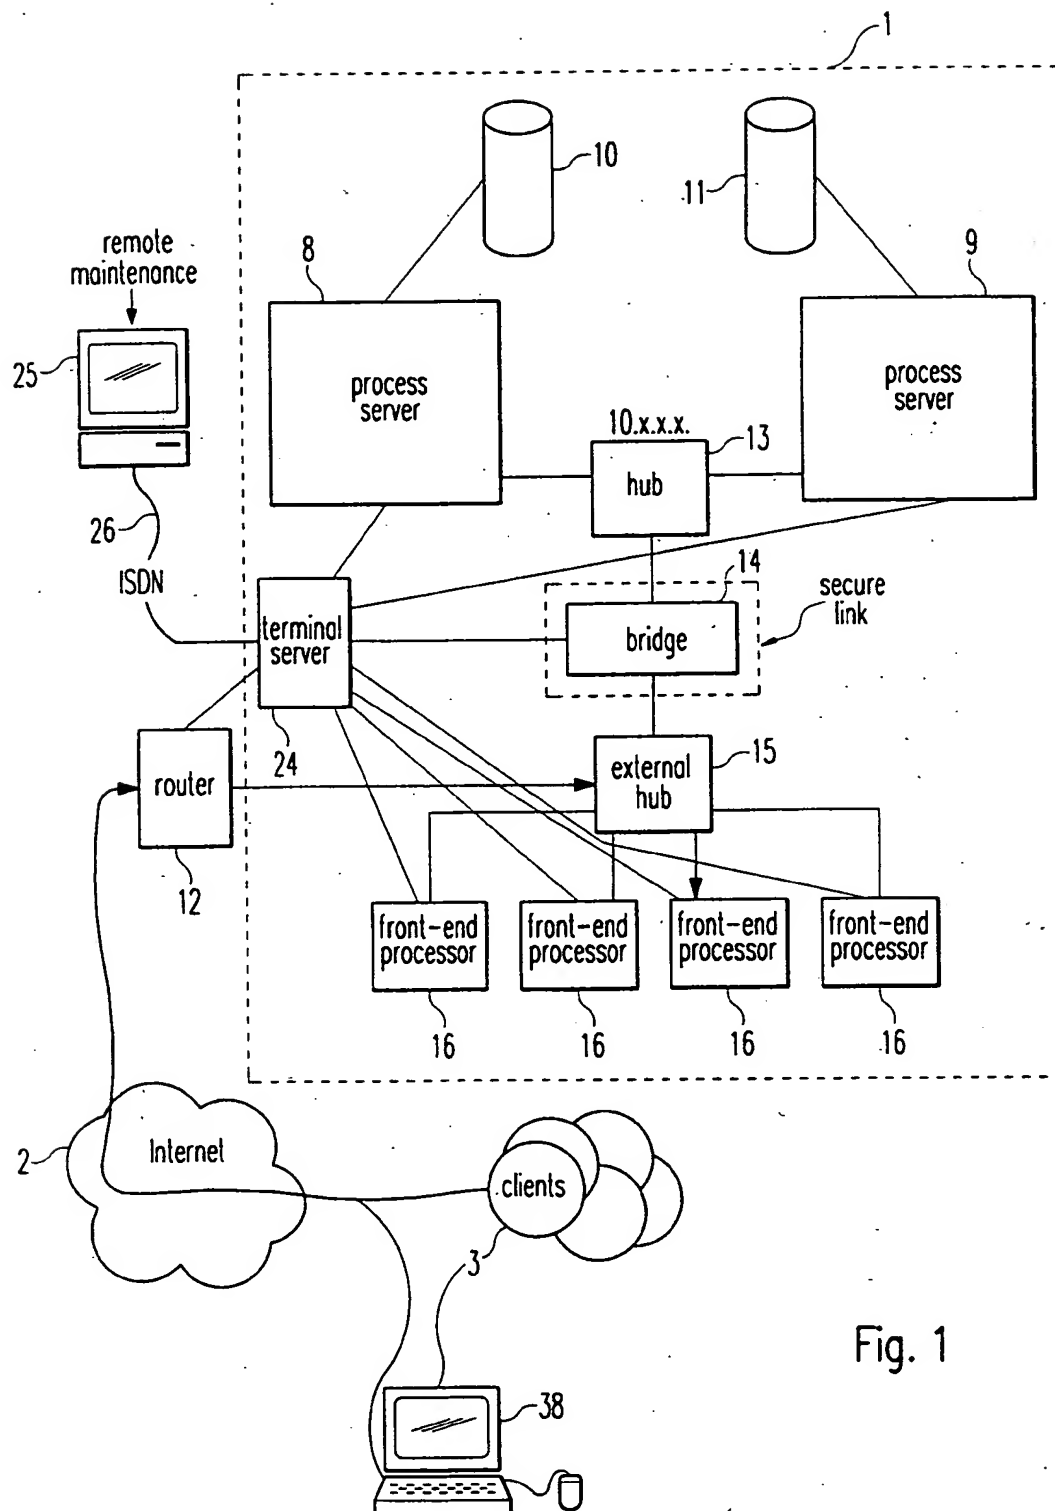 1
10
11
remote
maintenance
8
9
25
process
server
process
server
10.x.x.x.
13
hub
26
ISDN
14
secure
link
terminal
server
bridge
24
15
router
external
hub
12
front-end
processor
front-end
processor
front-end
processor
front-end
processor
16
16
16
16
2
Internet
clients
3
Fig. 1
38